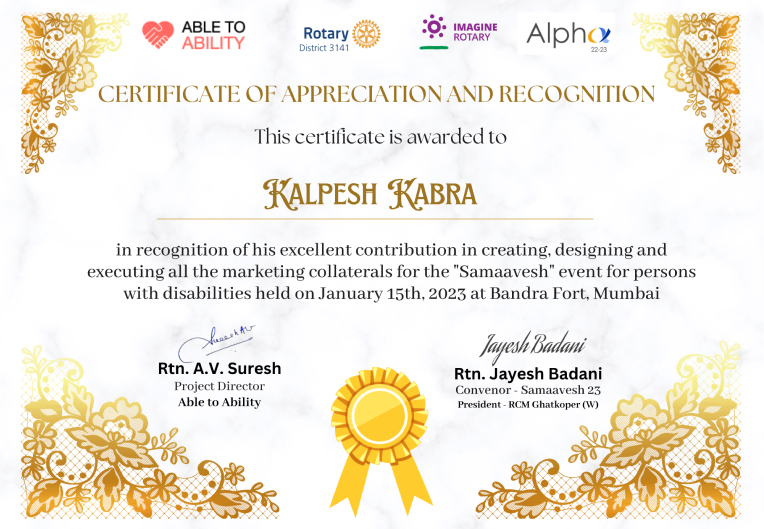 ABLE TO
ABILITY
Rotary
District 3141
IMAGINE
ROTARY
Alpha
22-23
CERTIFICATE OF APPRECIATION AND RECOGNITION
This certificate is awarded to
KALPESH KABRA
in recognition of his excellent contribution in creating, designing and
executing all the marketing collaterals for the "Samaavesh" event for persons
with disabilities held on January 15th, 2023 at Bandra Fort, Mumbai
Suresh AV
Rtn. A.V. Suresh
Project Director
Able to Ability
Jayesh Badani
Rtn. Jayesh Badani
Convenor - Samaavesh 23
President - RCM Ghatkoper (W)